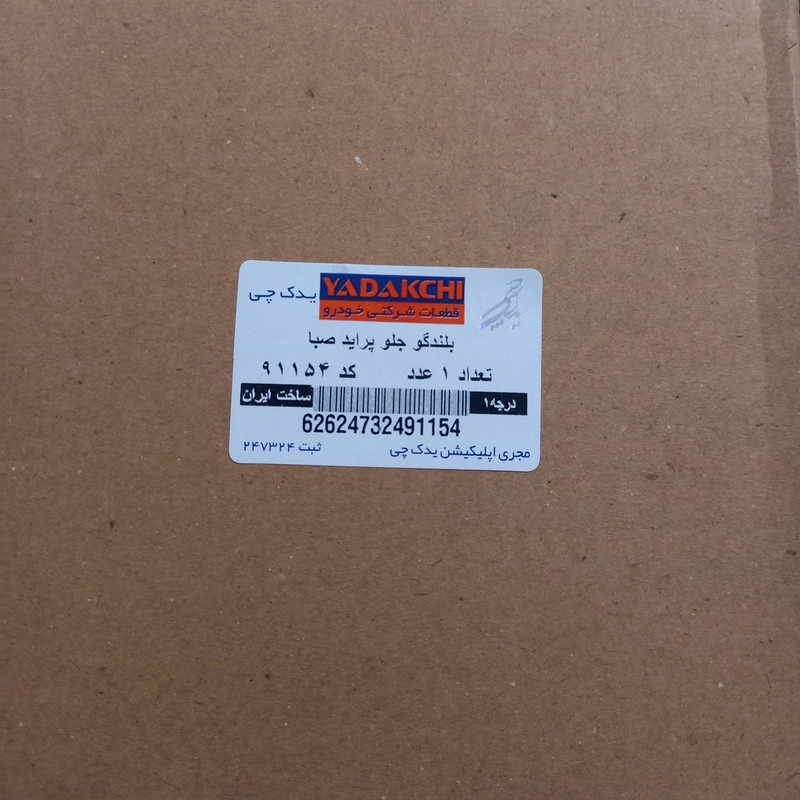 یدک چی YADAKCHI
قطعات شرکتی خودرو
بلندگو جلو پراید صبا
تعداد ۱ عدد کد ۹۱۱۵۴
درجه۱ ساخت ایران
62624732491154
مجری اپلیکیشن یدک چی ثبت ۲۴۷۳۲۴